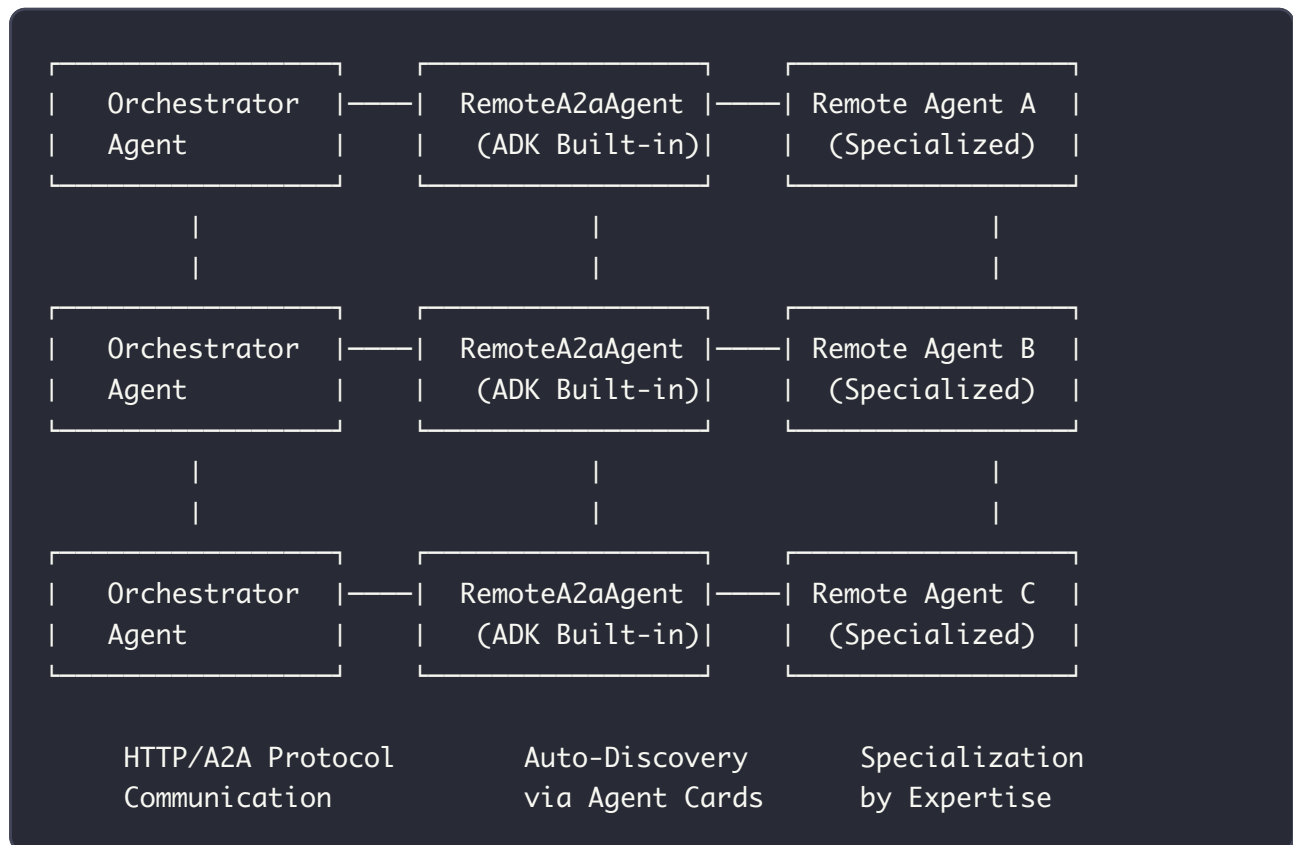 Orchestrator RemoteA2aAgent Remote Agent A
Agent (ADK Built-in) (Specialized)
Orchestrator RemoteA2aAgent Remote Agent B
Agent (ADK Built-in) (Specialized)
Orchestrator RemoteA2aAgent Remote Agent C
Agent (ADK Built-in) (Specialized)
HTTP/A2A Protocol Auto-Discovery Specialization
Communication via Agent Cards by Expertise